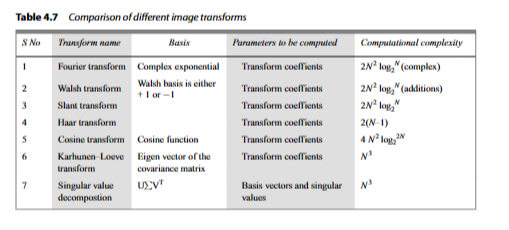 Table 4.7 Comparison of different image transforms
S No Transform name Basis Parameters to be computed Computational complexity
1 Fourier transform Complex exponential Transform coeffients 2N² log₂ᴺ (complex)
2 Walsh transform Walsh basis is either +1 or −1 Transform coeffients 2N² log₂ᴺ (additions)
3 Slant transform Transform coeffients 2N² log₂ᴺ
4 Haar transform Transform coeffients 2(N–1)
5 Cosine transform Cosine function Transform coeffients 4 N² log₂²ᴺ
6 Karhunen–Loeve transform Eigen vector of the covariance matrix Transform coeffients N³
7 Singular value decompostion UΣVᵀ Basis vectors and singular values N³